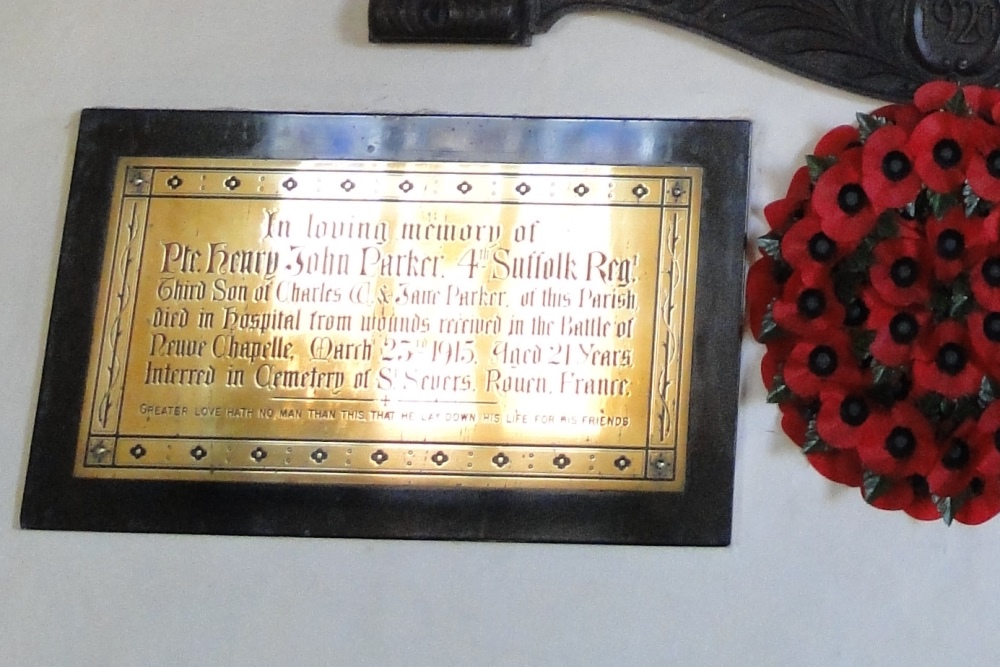 1920
In loving memory of
Pte. Henry John Parker. 4th Suffolk Regt.
Third Son of Charles W. & Jane Parker, of this Parish
died in Hospital from wounds received in the Battle of
Neuve Chapelle, March 23rd 1915. Aged 21 Years.
Interred in Cemetery of St Severs, Rouen, France.
GREATER LOVE HATH NO MAN THAN THIS, THAT HE LAY DOWN HIS LIFE FOR HIS FRIENDS